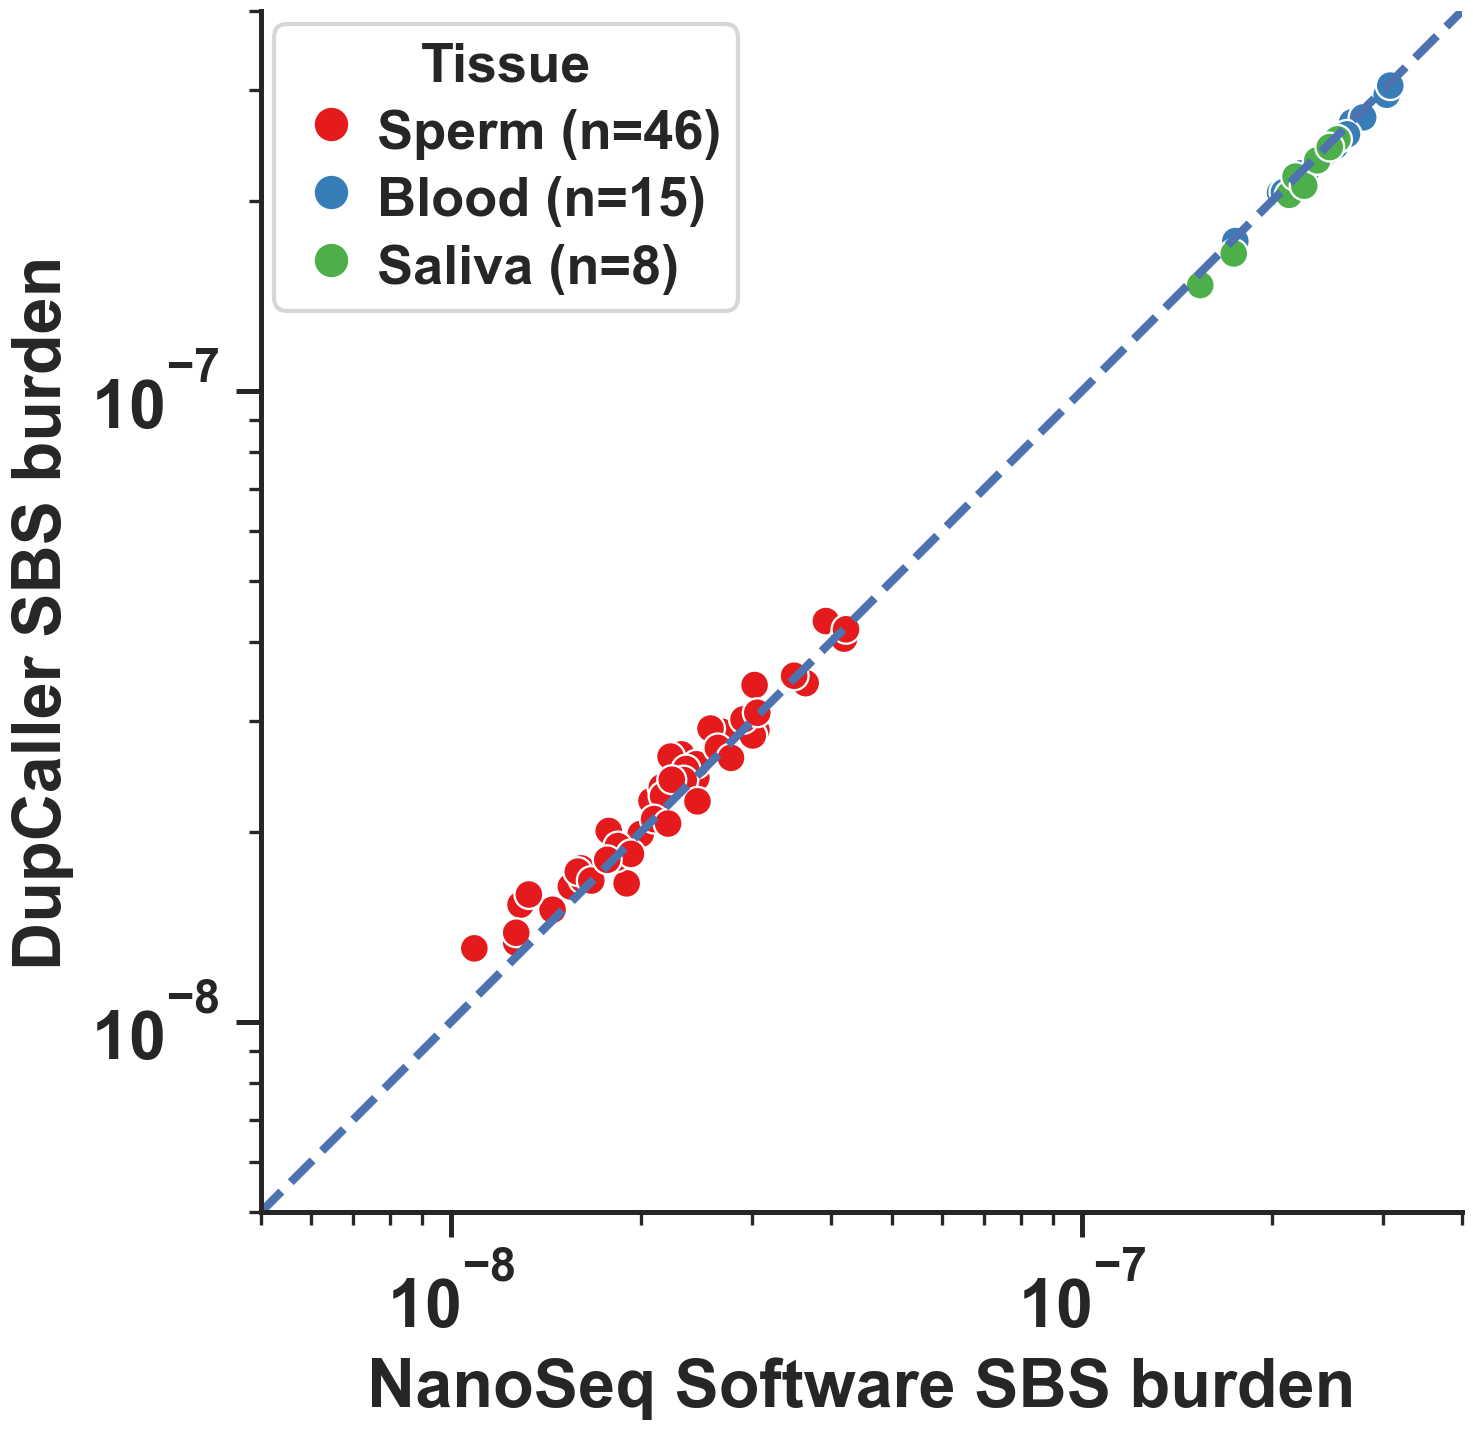 Tissue
Sperm (n=46)
Blood (n=15)
Saliva (n=8)
DupCaller SBS burden
10⁻⁷
10⁻⁸
10⁻⁸
10⁻⁷
NanoSeq Software SBS burden